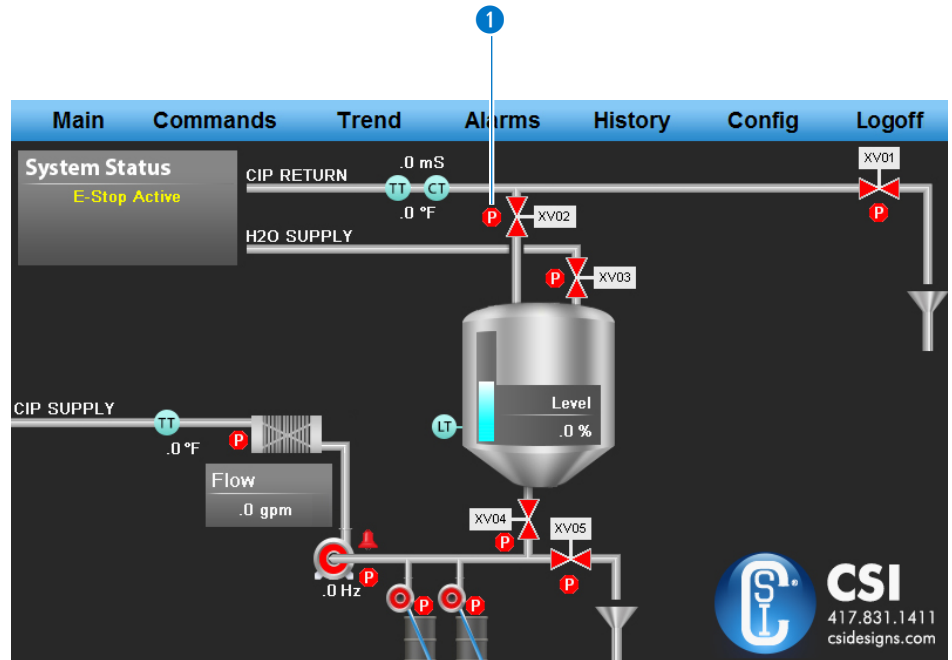 1
Main Commands Trend Alarms History Config Logoff
System Status
E-Stop Active
CIP RETURN
.0 mS
TT CT
.0 °F
XV01
P
P
XV02
H2O SUPPLY
P
XV03
CIP SUPPLY
TT
.0 °F
P
Level
.0 %
LT
Flow
.0 gpm
XV04
P
XV05
P
.0 Hz
P
P
P
CSI
CSI
417.831.1411
csidesigns.com